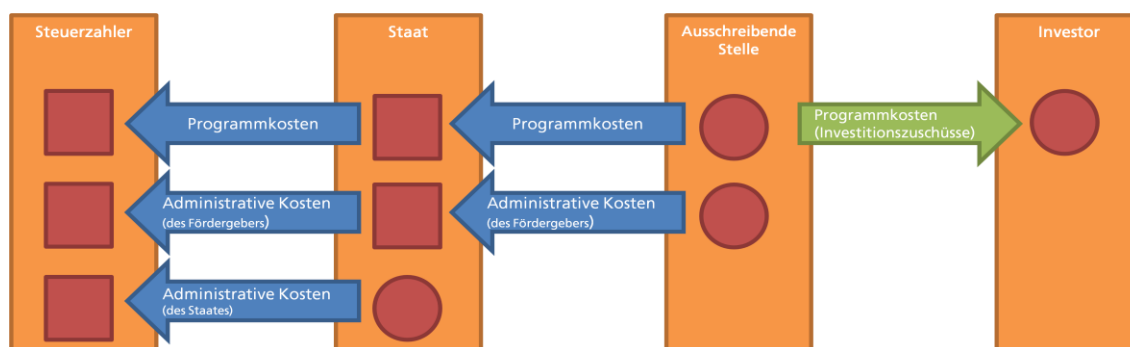 Steuerzahler
Staat
Ausschreibende
Stelle
Investor
Programmkosten
Programmkosten
Programmkosten
(Investitionszuschüsse)
Administrative Kosten
(des Fördergebers)
Administrative Kosten
(des Fördergebers)
Administrative Kosten
(des Staates)